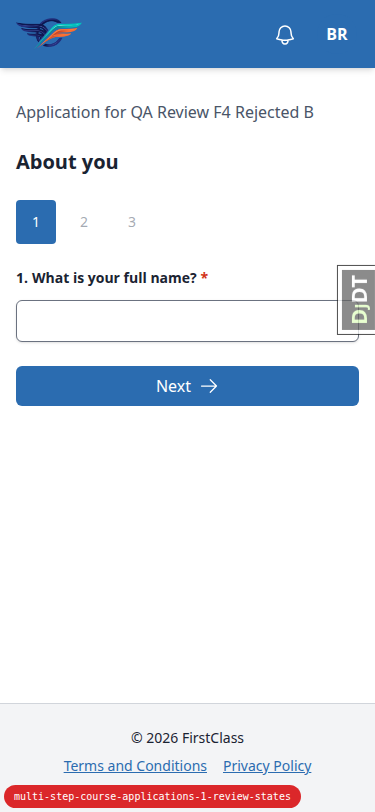 BR
Application for QA Review F4 Rejected B
About you
1 2 3
1. What is your full name? *
DjDT
Next
© 2026 FirstClass
Terms and Conditions Privacy Policy
multi-step-course-applications-1-review-states